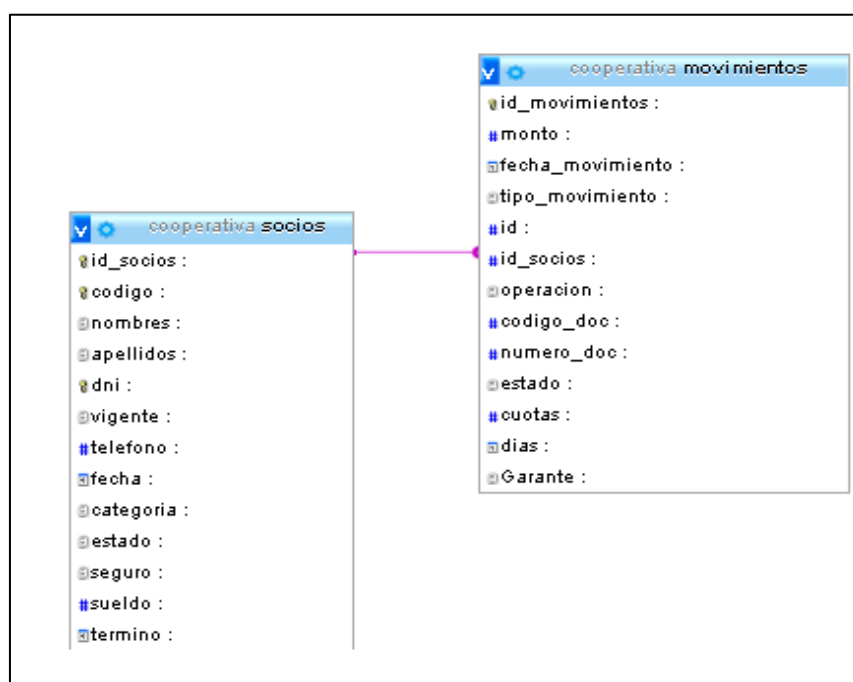 cooperativa movimientos
id_movimientos :
#monto :
fecha_movimiento :
tipo_movimiento :
#id :
#id_socios :
operacion :
#codigo_doc :
#numero_doc :
estado :
#cuotas :
dias :
Garante :
cooperativa socios
id_socios :
codigo :
nombres :
apellidos :
dni :
vigente :
#telefono :
fecha :
categoria :
estado :
seguro :
#sueldo :
termino :